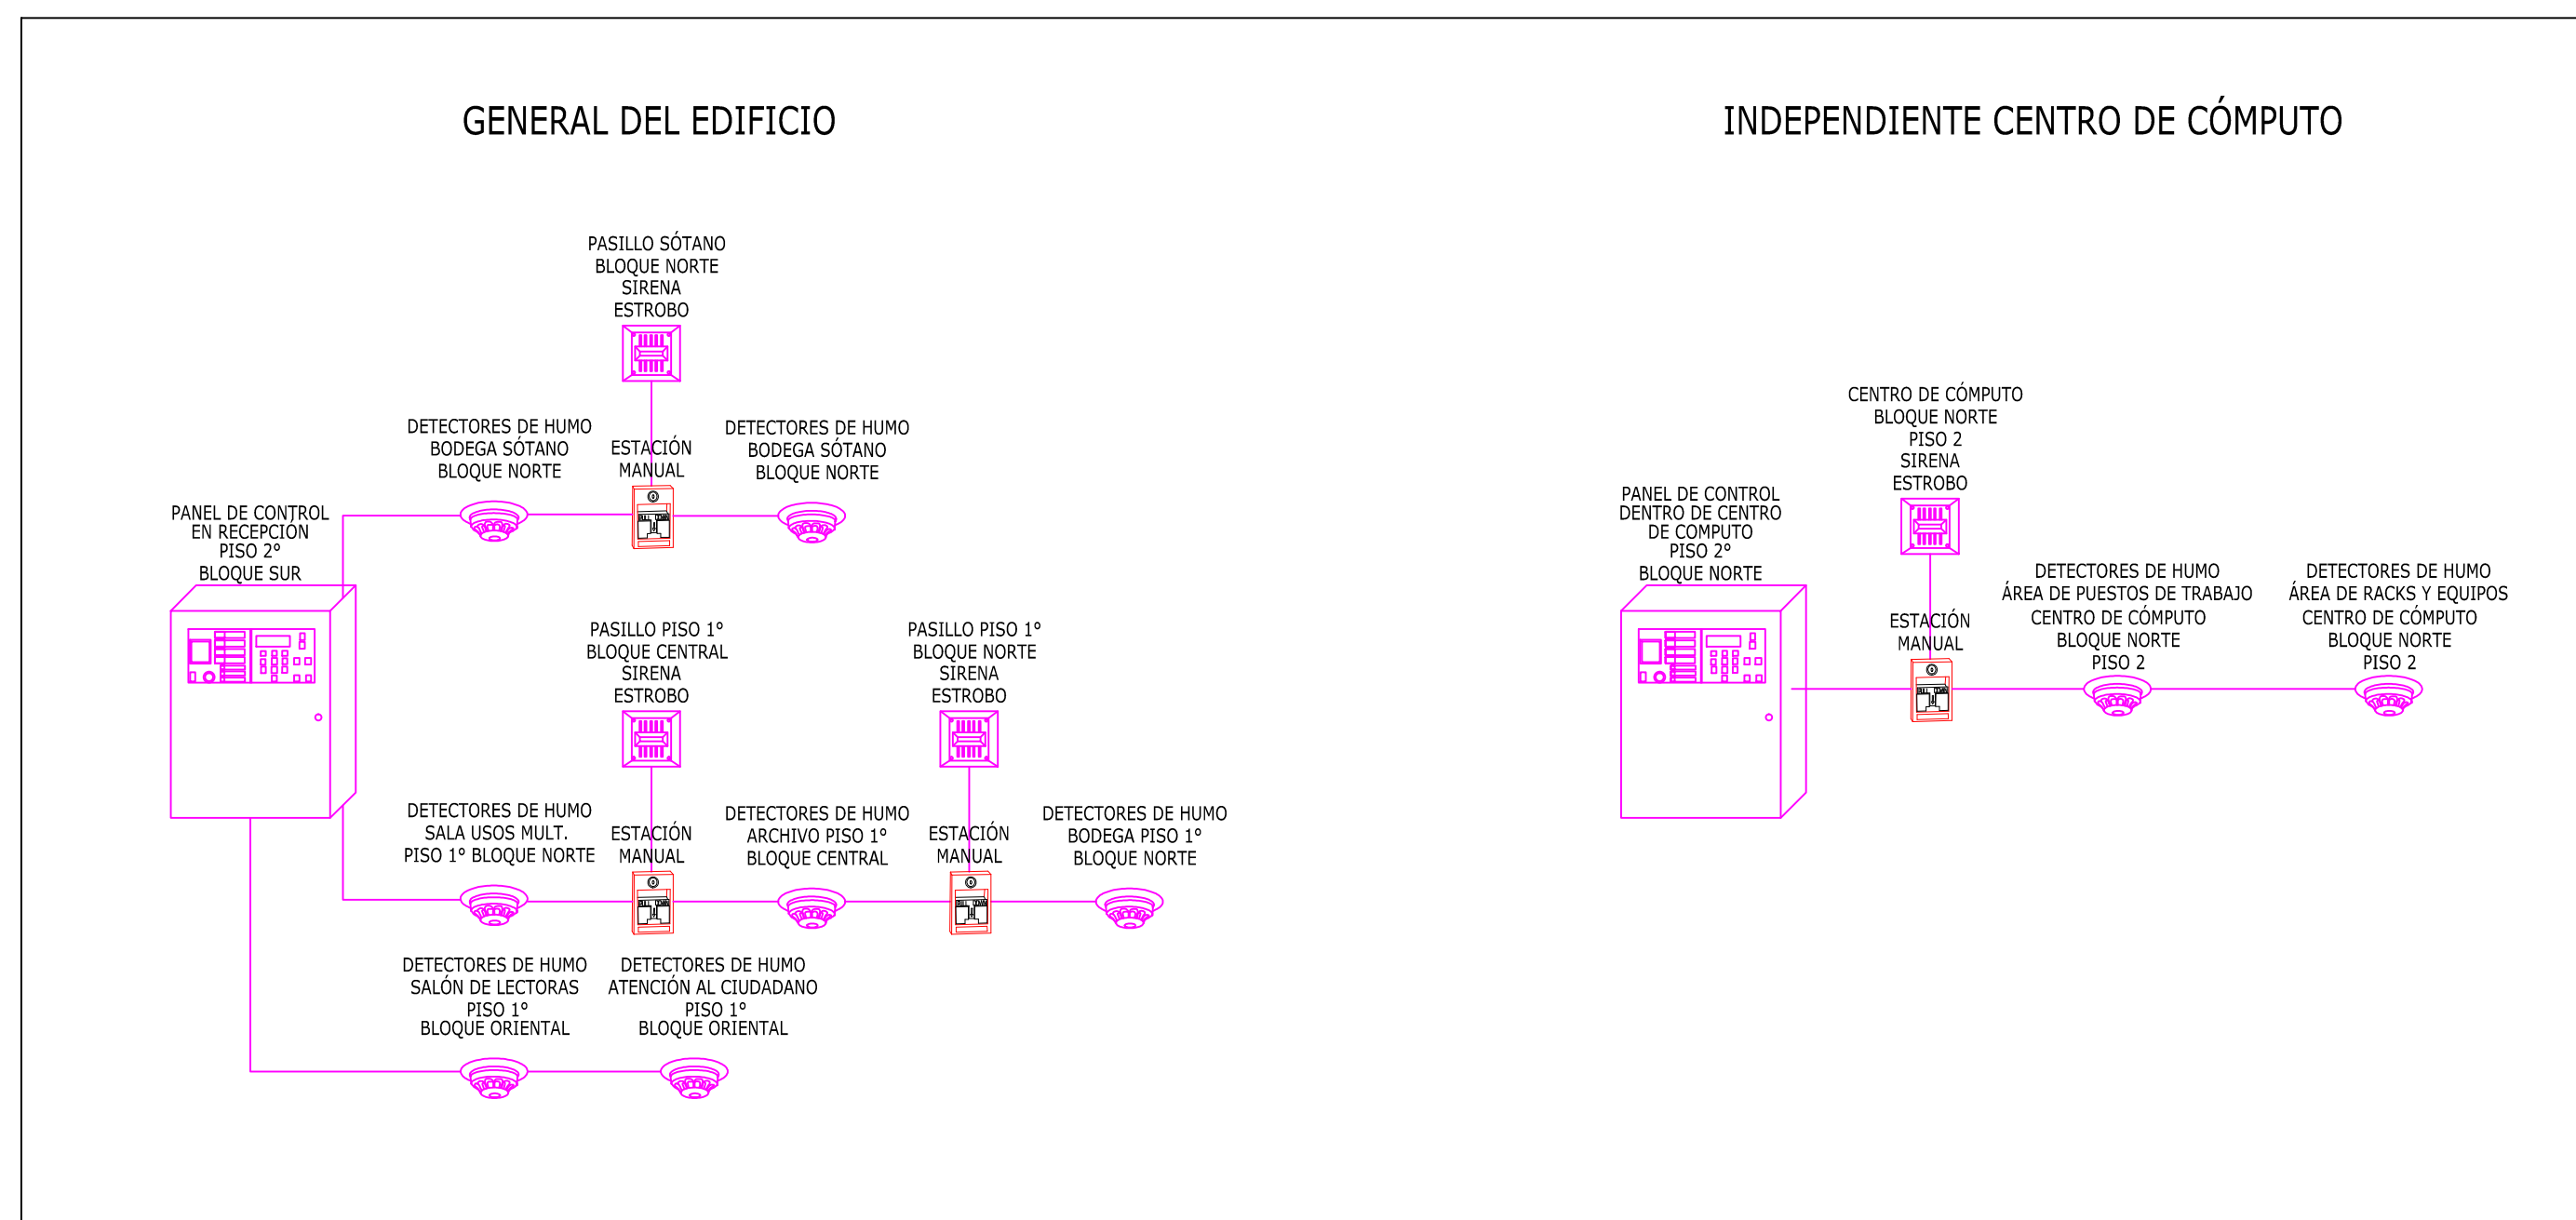 GENERAL DEL EDIFICIO
INDEPENDIENTE CENTRO DE CÓMPUTO
PASILLO SÓTANO
BLOQUE NORTE
SIRENA
ESTROBO
DETECTORES DE HUMO
BODEGA SÓTANO
BLOQUE NORTE
ESTACIÓN
MANUAL
DETECTORES DE HUMO
BODEGA SÓTANO
BLOQUE NORTE
PANEL DE CONTROL
EN RECEPCIÓN
PISO 2°
BLOQUE SUR
PULL DOWN
PASILLO PISO 1°
BLOQUE CENTRAL
SIRENA
ESTROBO
PASILLO PISO 1°
BLOQUE NORTE
SIRENA
ESTROBO
DETECTORES DE HUMO
SALA USOS MULT.
PISO 1° BLOQUE NORTE
ESTACIÓN
MANUAL
DETECTORES DE HUMO
ARCHIVO PISO 1°
BLOQUE CENTRAL
ESTACIÓN
MANUAL
DETECTORES DE HUMO
BODEGA PISO 1°
BLOQUE NORTE
PULL DOWN
PULL DOWN
DETECTORES DE HUMO
SALÓN DE LECTORAS
PISO 1°
BLOQUE ORIENTAL
DETECTORES DE HUMO
ATENCIÓN AL CIUDADANO
PISO 1°
BLOQUE ORIENTAL
CENTRO DE CÓMPUTO
BLOQUE NORTE
PISO 2
SIRENA
ESTROBO
PANEL DE CONTROL
DENTRO DE CENTRO
DE COMPUTO
PISO 2°
BLOQUE NORTE
ESTACIÓN
MANUAL
PULL DOWN
DETECTORES DE HUMO
ÁREA DE PUESTOS DE TRABAJO
CENTRO DE CÓMPUTO
BLOQUE NORTE
PISO 2
DETECTORES DE HUMO
ÁREA DE RACKS Y EQUIPOS
CENTRO DE CÓMPUTO
BLOQUE NORTE
PISO 2